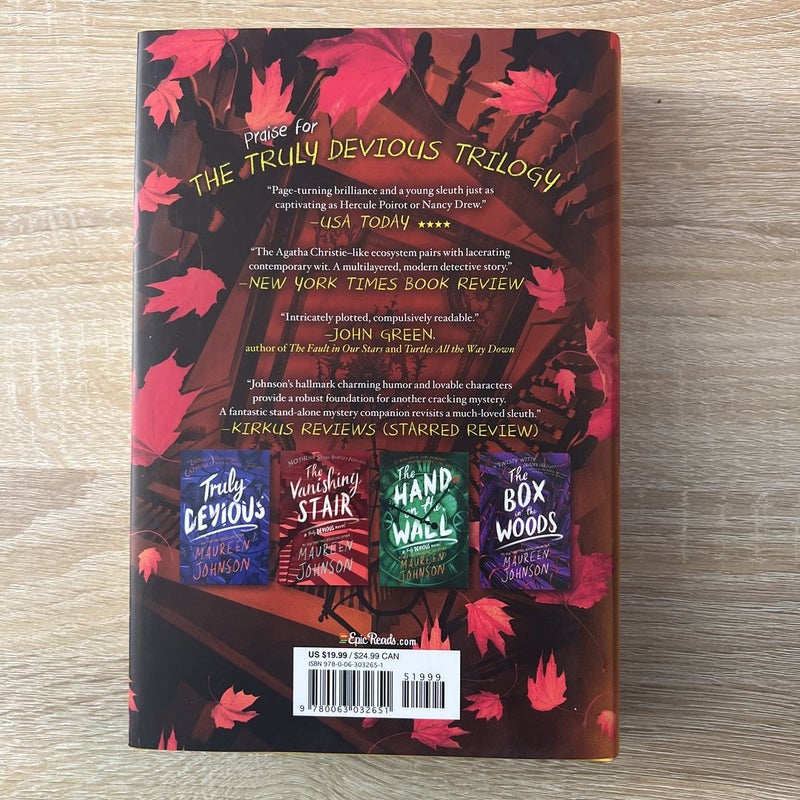 Praise for
THE TRULY DEVIOUS TRILOGY
“Page-turning brilliance and a young sleuth just as
captivating as Hercule Poirot or Nancy Drew.”
—USA TODAY ★★★★
“The Agatha Christie–like ecosystem pairs with lacerating
contemporary wit. A multilayered, modern detective story.”
—NEW YORK TIMES BOOK REVIEW
“Intricately plotted, compulsively readable.”
—JOHN GREEN,
author of The Fault in Our Stars and Turtles All the Way Down
“Johnson’s hallmark charming humor and lovable characters
provide a robust foundation for another cracking mystery.
A fantastic stand-alone mystery companion revisits a much-loved sleuth.”
—KIRKUS REVIEWS (STARRED REVIEW)
Truly
DEVIOUS
MAUREEN
JOHNSON
The
Vanishing
STAIR
a Truly DEVIOUS novel
MAUREEN
JOHNSON
The
HAND
on the
WALL
a Truly DEVIOUS novel
MAUREEN
JOHNSON
The
BOX
in the
WOODS
MAUREEN
JOHNSON
EpicReads.com
US $19.99 / $24.99 CAN
ISBN 978-0-06-303265-1
51999
9 780063 032651